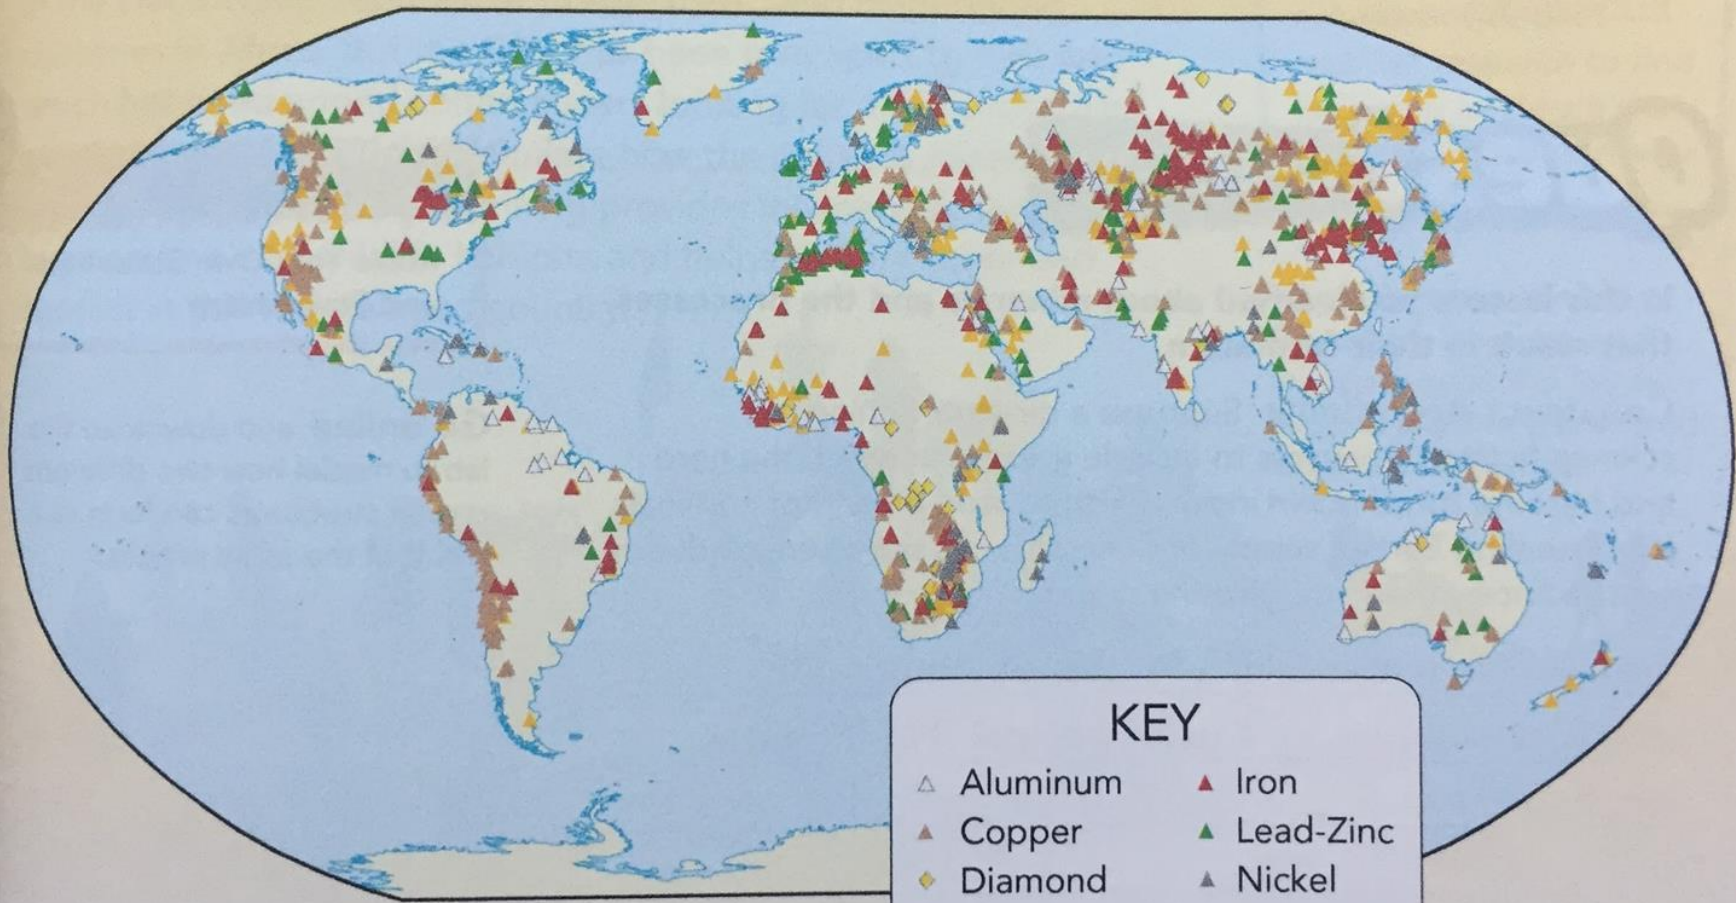 KEY
Aluminum
Iron
Copper
Lead-Zinc
Diamond
Nickel